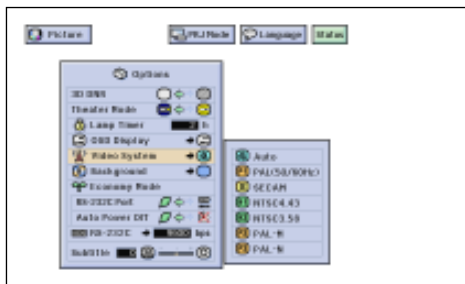 Picture
PRJ Mode
Language
Status
Options
3D DNR
Theater Mode
Lamp Timer h
OSD Display
Video System
Background
Economy Mode
RS-232C Port
Auto Power Off
RS-232C 9600 bps
Subtitle
Auto
PAL(50/60Hz)
SECAM
NTSC4.43
NTSC3.58
PAL-M
PAL-N